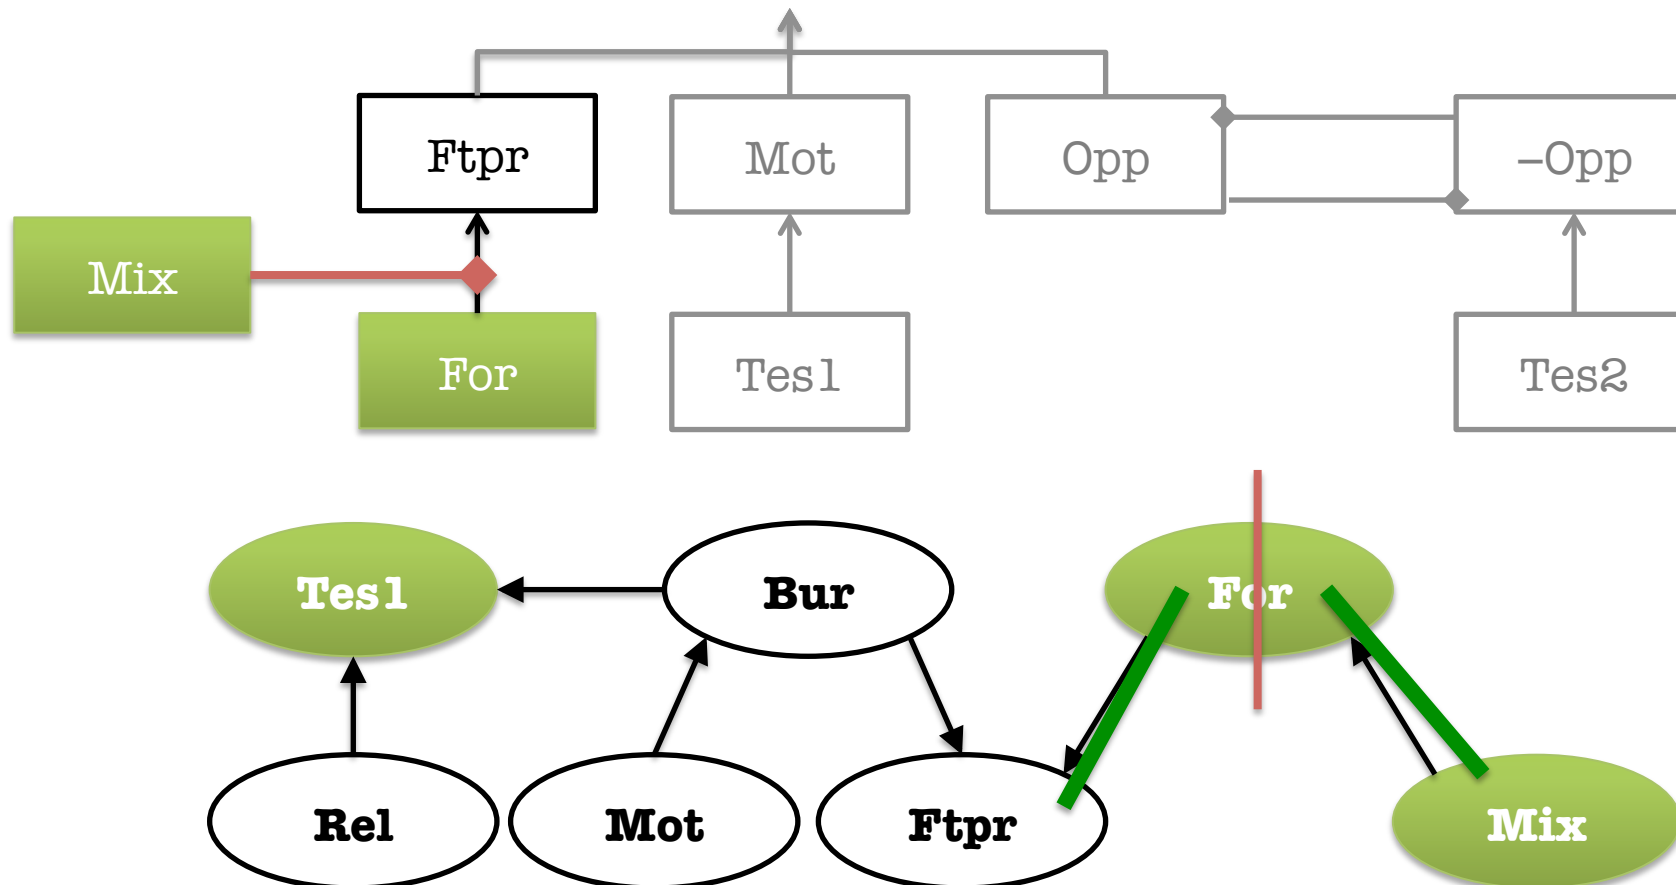 Ftpr
Mot
Opp
–Opp
Mix
For
Tes1
Tes2
Tes1
Bur
For
Rel
Mot
Ftpr
Mix